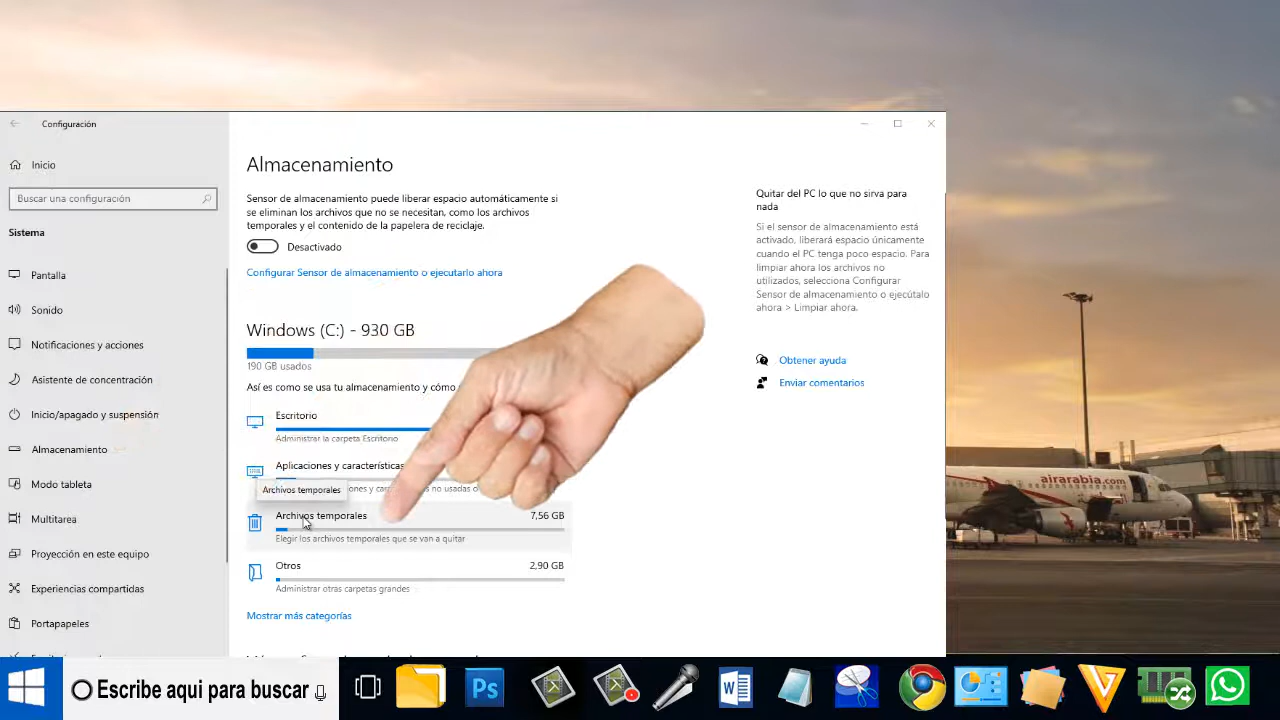 Configuración
Inicio
Buscar una configuración
Sistema
Pantalla
Sonido
Notificaciones y acciones
Asistente de concentración
Inicio/apagado y suspensión
Almacenamiento
Modo tableta
Multitarea
Proyección en este equipo
Experiencias compartidas
Portapapeles
Almacenamiento
Sensor de almacenamiento puede liberar espacio automáticamente si
se eliminan los archivos que no se necesitan, como los archivos
temporales y el contenido de la papelera de reciclaje.
Desactivado
Configurar Sensor de almacenamiento o ejecutarlo ahora
Windows (C:) - 930 GB
190 GB usados
Así es como se usa tu almacenamiento y cómo
Escritorio
Administrar la carpeta Escritorio
Aplicaciones y características
Archivos temporales
no usadas o
Archivos temporales 7,56 GB
Elegir los archivos temporales que se van a quitar
Otros 2,90 GB
Administrar otras carpetas grandes
Mostrar más categorías
Quitar del PC lo que no sirva para
nada
Si el sensor de almacenamiento está
activado, liberará espacio únicamente
cuando el PC tenga poco espacio. Para
limpiar ahora los archivos no
utilizados, selecciona Configurar
Sensor de almacenamiento o ejecútalo
ahora > Limpiar ahora.
Obtener ayuda
Enviar comentarios
airarabia.com
Escribe aqui para buscar
Ps
W